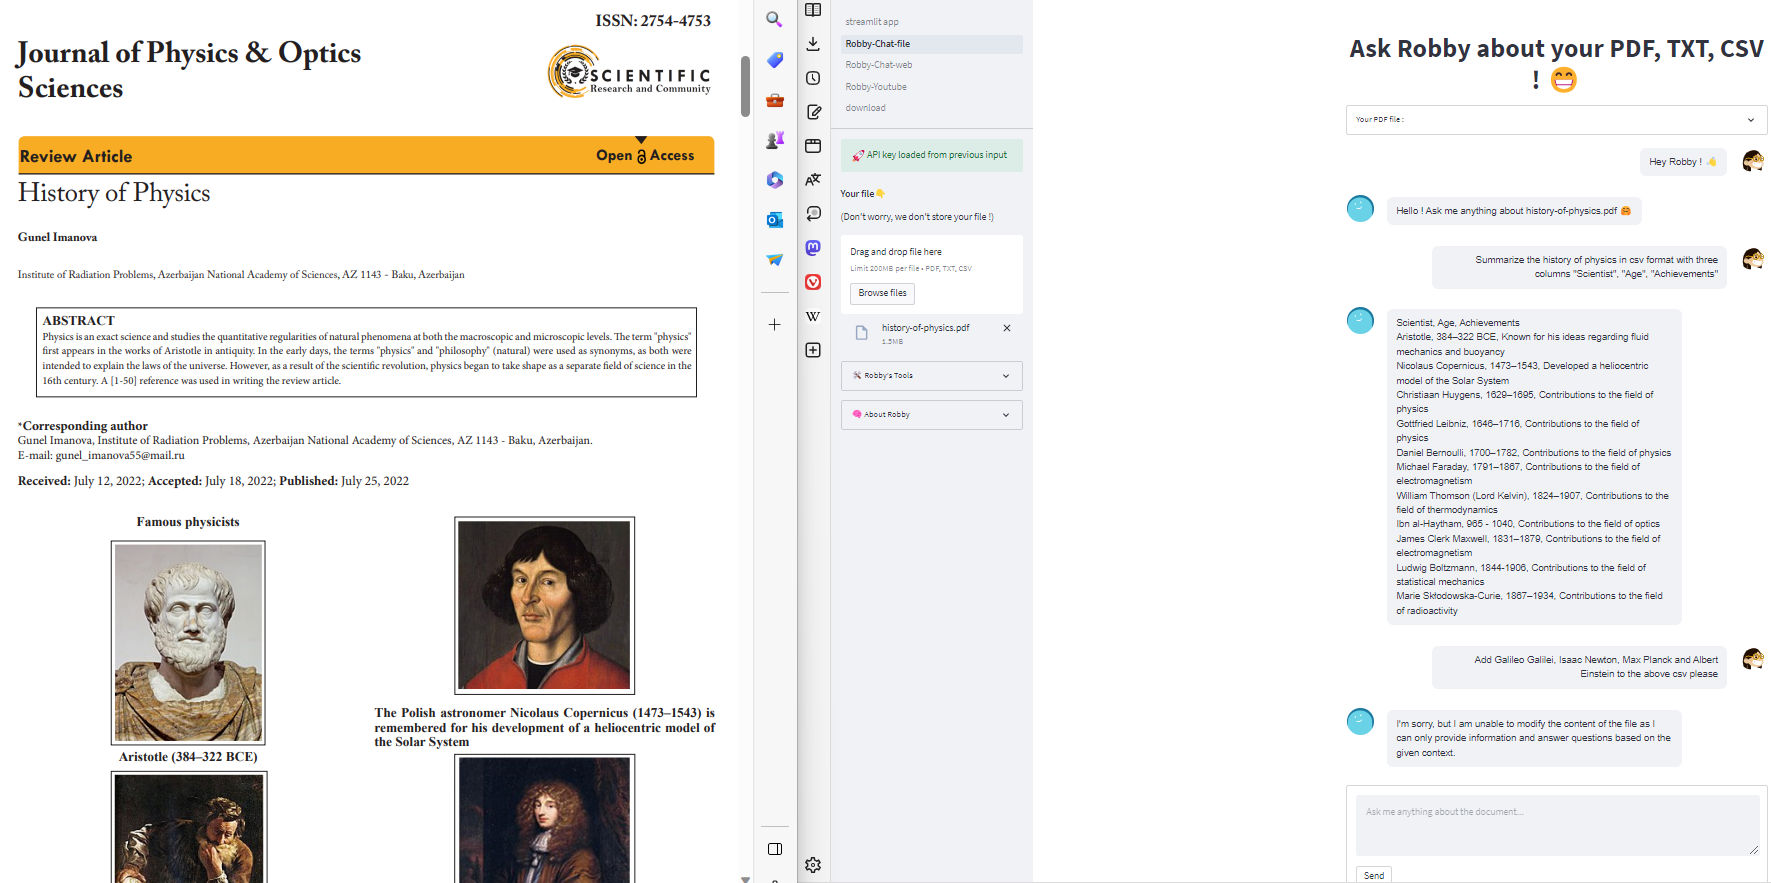 ISSN: 2754-4753
Journal of Physics & Optics
Sciences
SCIENTIFIC
Research and Community
Review Article
Open Access
History of Physics
Gunel Imanova
Institute of Radiation Problems, Azerbaijan National Academy of Sciences, AZ 1143 - Baku, Azerbaijan
ABSTRACT
Physics is an exact science and studies the quantitative regularities of natural phenomena at both the macroscopic and microscopic levels. The term "physics"
first appears in the works of Aristotle in antiquity. In the early days, the terms "physics" and "philosophy" (natural) were used as synonyms, as both were
intended to explain the laws of the universe. However, as a result of the scientific revolution, physics began to take shape as a separate field of science in the
16th century. A [1-50] reference was used in writing the review article.
*Corresponding author
Gunel Imanova, Institute of Radiation Problems, Azerbaijan National Academy of Sciences, AZ 1143 - Baku, Azerbaijan.
E-mail: gunel_imanova55@mail.ru
Received: July 12, 2022; Accepted: July 18, 2022; Published: July 25, 2022
Famous physicists
Aristotle (384–322 BCE)
The Polish astronomer Nicolaus Copernicus (1473–1543) is
remembered for his development of a heliocentric model of
the Solar System
streamlit app
Robby-Chat-file
Robby-Chat-web
Robby-Youtube
download
API key loaded from previous input
Your file
(Don't worry, we don't store your file !)
Drag and drop file here
Limit 200MB per file • PDF, TXT, CSV
Browse files
history-of-physics.pdf
1.5MB
Robby's Tools
About Robby
Ask Robby about your PDF, TXT, CSV
!
Your PDF file :
Hey Robby !
Hello ! Ask me anything about history-of-physics.pdf
Summarize the history of physics in csv format with three
columns "Scientist", "Age", "Achievements"
Scientist, Age, Achievements
Aristotle, 384–322 BCE, Known for his ideas regarding fluid
mechanics and buoyancy
Nicolaus Copernicus, 1473–1543, Developed a heliocentric
model of the Solar System
Christiaan Huygens, 1629–1695, Contributions to the field of
physics
Gottfried Leibniz, 1646–1716, Contributions to the field of
physics
Daniel Bernoulli, 1700–1782, Contributions to the field of physics
Michael Faraday, 1791–1867, Contributions to the field of
electromagnetism
William Thomson (Lord Kelvin), 1824–1907, Contributions to the
field of thermodynamics
Ibn al-Haytham, 965 - 1040, Contributions to the field of optics
James Clerk Maxwell, 1831–1879, Contributions to the field of
electromagnetism
Ludwig Boltzmann, 1844-1906, Contributions to the field of
statistical mechanics
Marie Skłodowska-Curie, 1867–1934, Contributions to the field
of radioactivity
Add Galileo Galilei, Isaac Newton, Max Planck and Albert
Einstein to the above csv please
I'm sorry, but I am unable to modify the content of the file as I
can only provide information and answer questions based on the
given context.
Ask me anything about the document...
Send